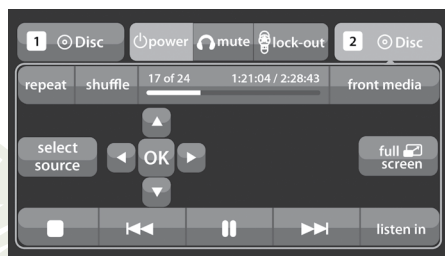 1 Disc power mute lock-out 2 Disc
repeat shuffle 17 of 24 1:21:04 / 2:28:43 front media
select
source
OK
full
screen
listen in